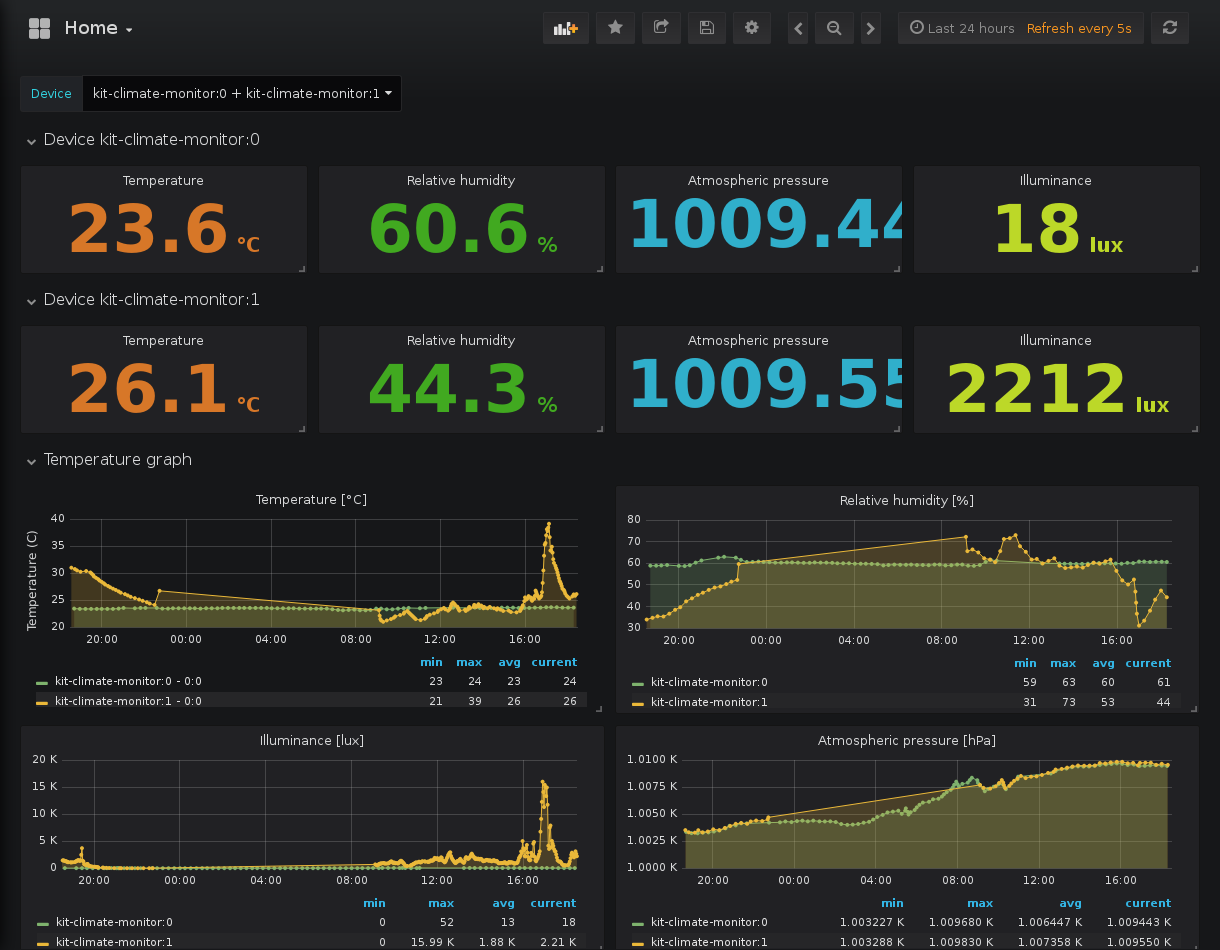 Home
Last 24 hours Refresh every 5s
Device kit-climate-monitor:0 + kit-climate-monitor:1
Device kit-climate-monitor:0
Temperature Relative humidity Atmospheric pressure Illuminance
23.6 °C 60.6 % 1009.44 18 lux
Device kit-climate-monitor:1
Temperature Relative humidity Atmospheric pressure Illuminance
26.1 °C 44.3 % 1009.55 2212 lux
Temperature graph
Temperature [°C]
Temperature (C)
40
35
30
25
20
20:00 00:00 04:00 08:00 12:00 16:00
min max avg current
kit-climate-monitor:0 - 0:0 23 24 23 24
kit-climate-monitor:1 - 0:0 21 39 26 26
Relative humidity [%]
80
70
60
50
40
30
20:00 00:00 04:00 08:00 12:00 16:00
min max avg current
kit-climate-monitor:0 59 63 60 61
kit-climate-monitor:1 31 73 53 44
Illuminance [lux]
20 K
15 K
10 K
5 K
0
20:00 00:00 04:00 08:00 12:00 16:00
min max avg current
kit-climate-monitor:0 0 52 13 18
kit-climate-monitor:1 0 15.99 K 1.88 K 2.21 K
Atmospheric pressure [hPa]
1.0100 K
1.0075 K
1.0050 K
1.0025 K
1.0000 K
20:00 00:00 04:00 08:00 12:00 16:00
min max avg current
kit-climate-monitor:0 1.003227 K 1.009680 K 1.006447 K 1.009443 K
kit-climate-monitor:1 1.003288 K 1.009830 K 1.007358 K 1.009550 K